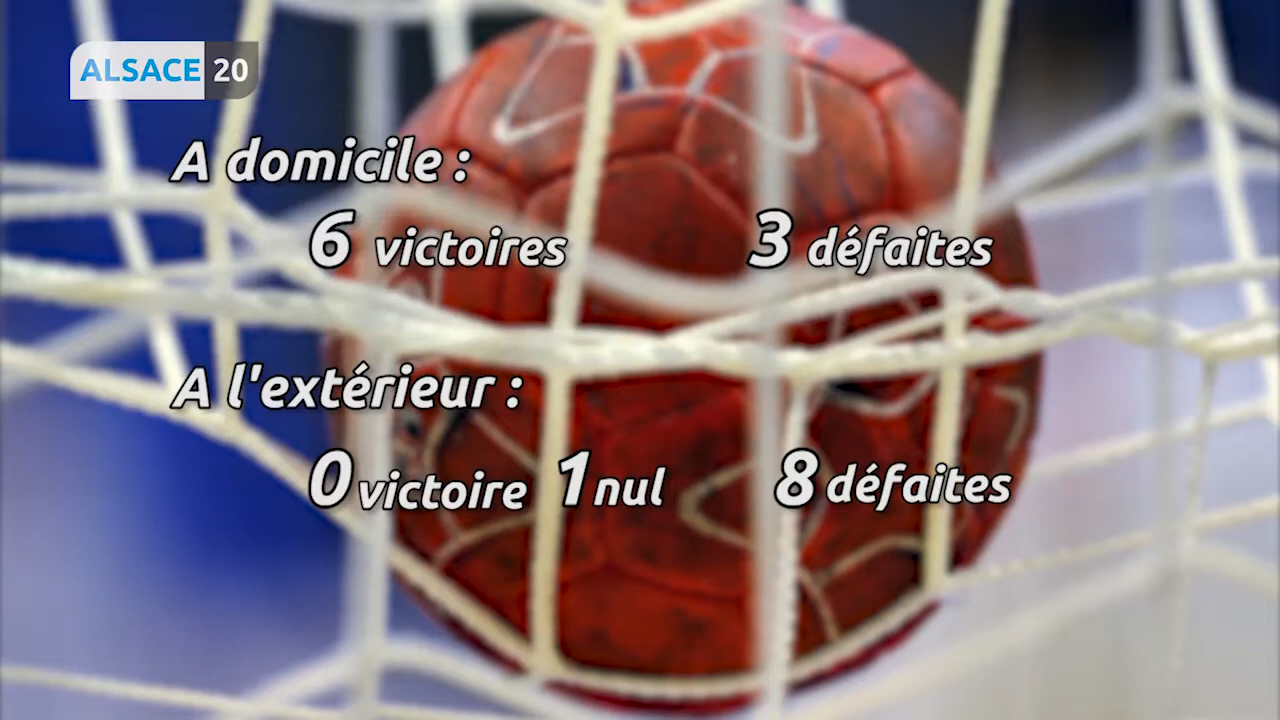 ALSACE 20
A domicile :
6 victoires 3 défaites
A l'extérieur :
0 victoire 1 nul 8 défaites